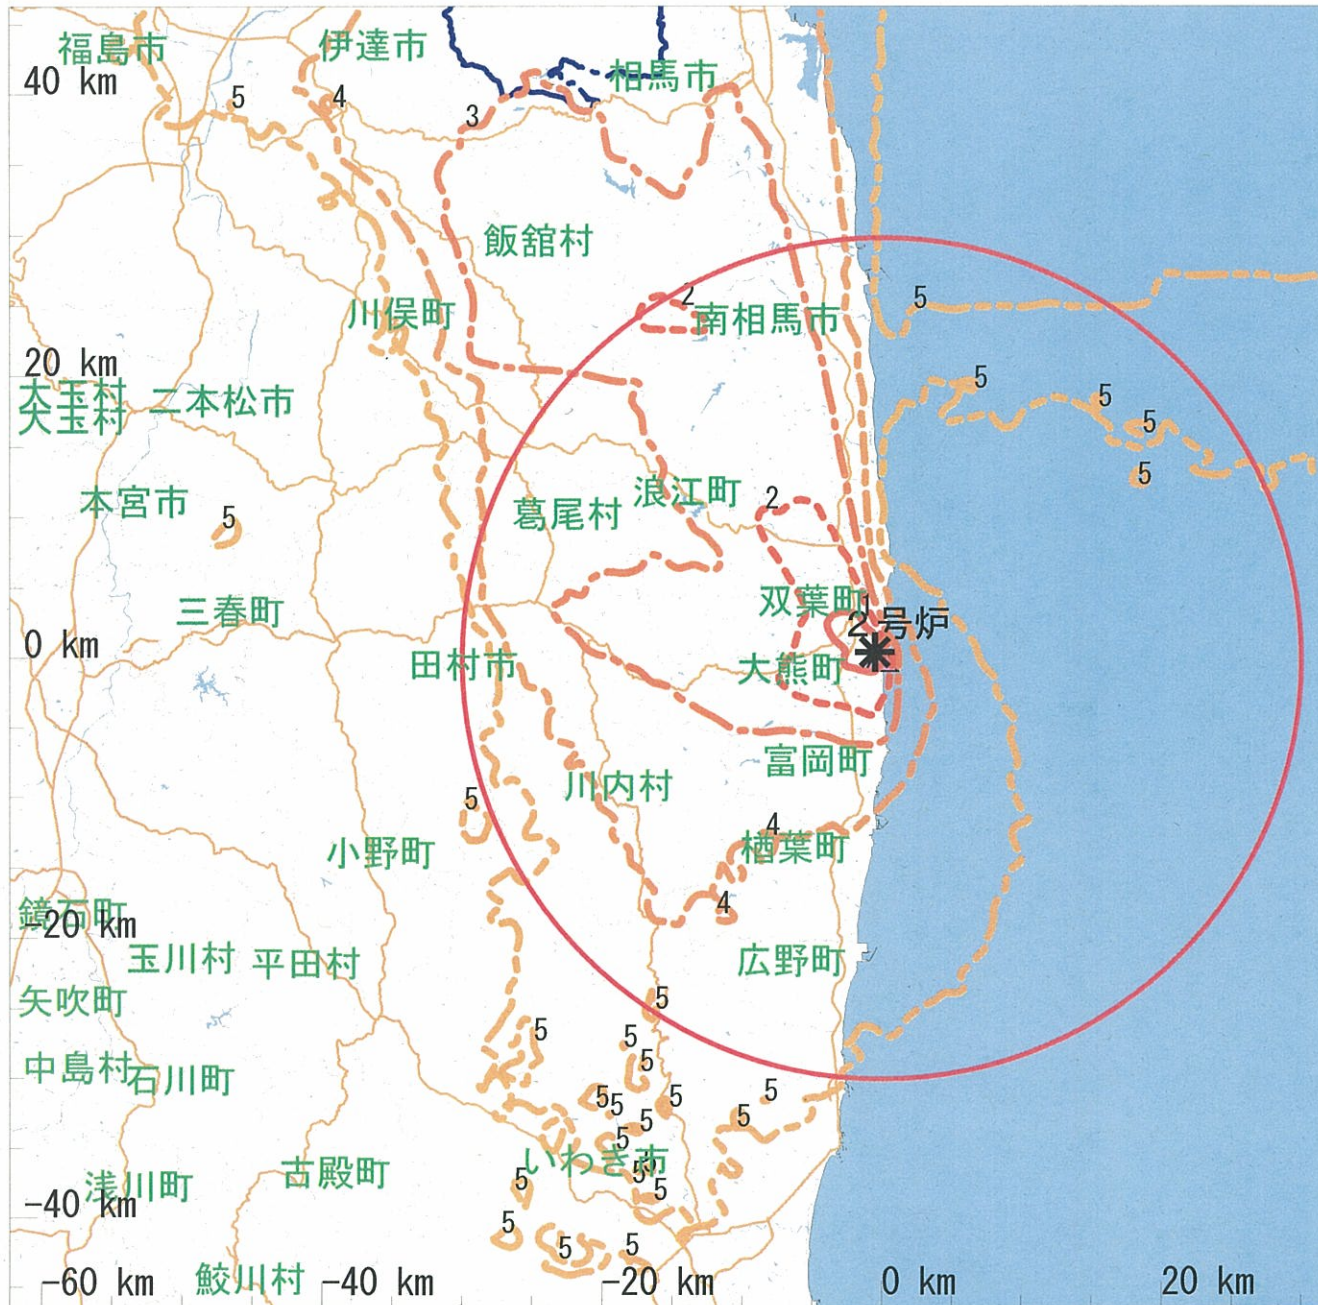 福島市
伊達市
相馬市
40 km
5
4
3
飯舘村
2
川俣町
南相馬市
5
20 km
5
大玉村
大玉村
二本松市
5
5
本宮市
5
葛尾村
浪江町
2
5
三春町
双葉町
1
2号炉
0 km
田村市
大熊町
1
富岡町
川内村
5
4
小野町
楢葉町
鏡石町
-20 km
4
玉川村
平田村
広野町
矢吹町
5
5
5
中島村
石川町
5
5
5
5
5
5
5
5
いわき市
5
5
浅川町
古殿町
5
5
-40 km
5
5
5
鮫川村
-60 km
-40 km
-20 km
0 km
20 km